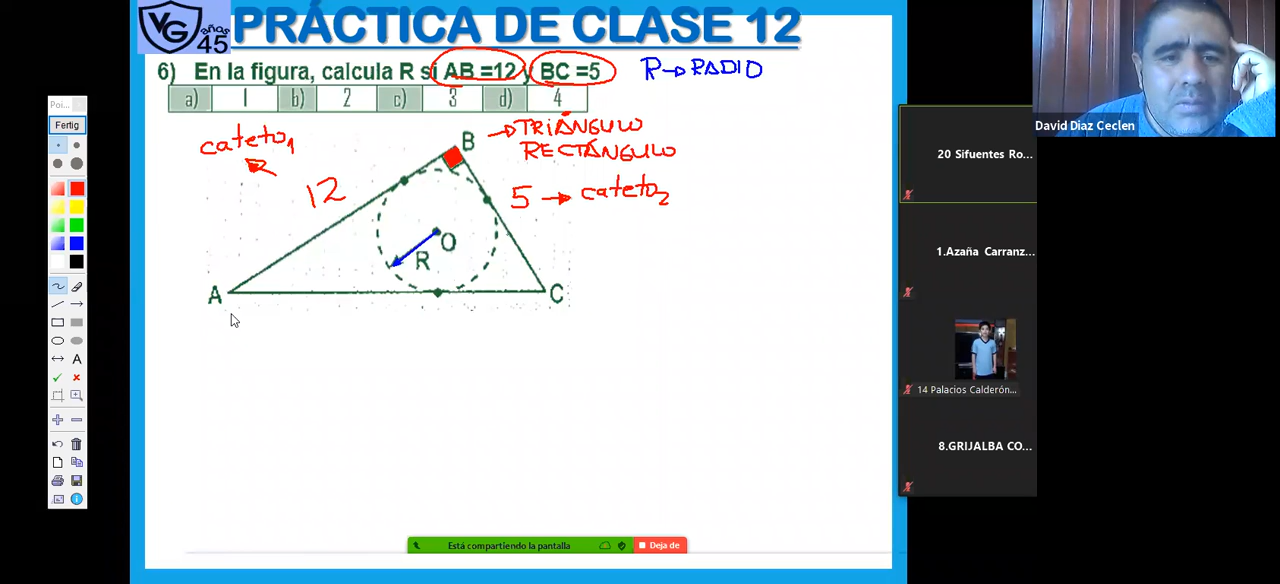 VG
años
45
PRÁCTICA DE CLASE 12
6) En la figura, calcula R si AB =12 y BC =5
R→RADIO
a) 1 b) 2 c) 3 d) 4
cateto1
→TRIÁNGULO
RECTÁNGULO
B
12
5 → cateto2
O
R
A
C
Poi...
Fertig
A
David Diaz Ceclen
20 Sifuentes Ro...
1.Azaña Carranz...
14 Palacios Calderón...
8.GRIJALBA CO...
Está compartiendo la pantalla
Deja de